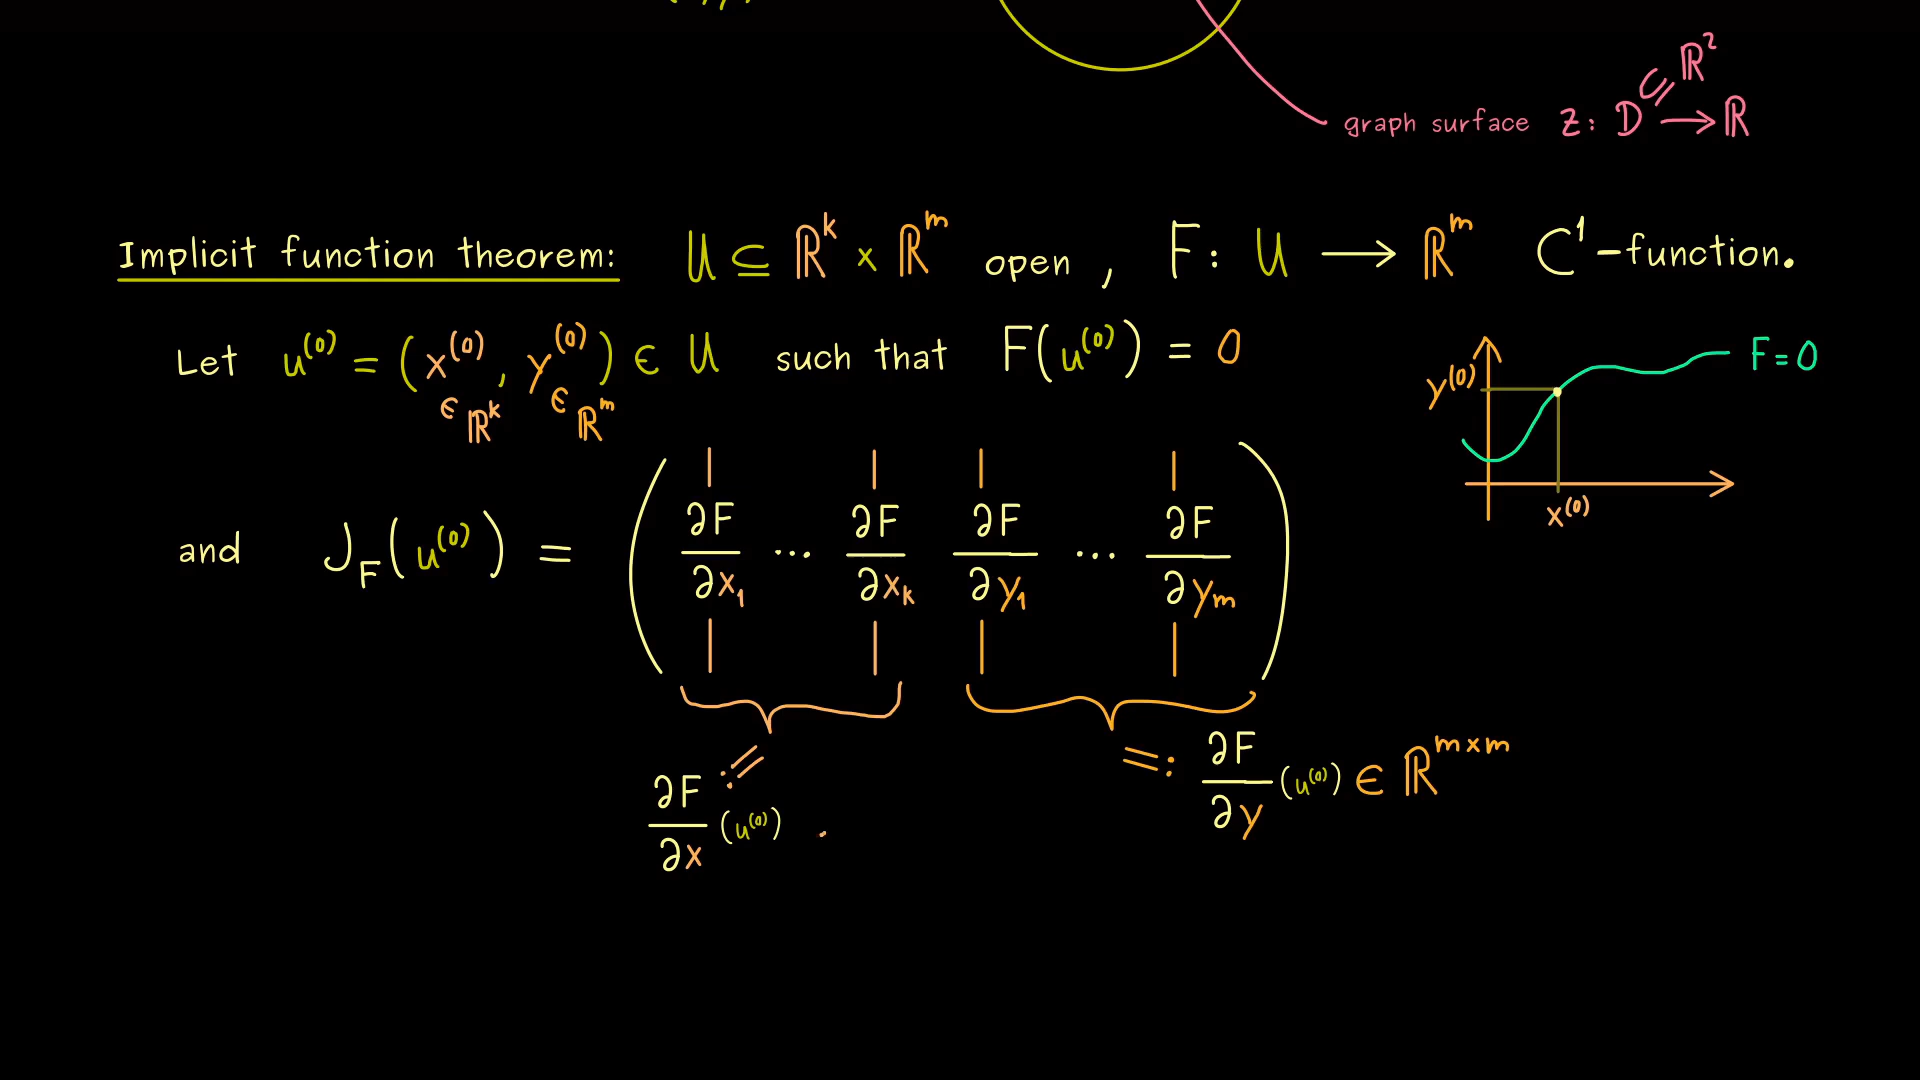 graph surface z: D ⊆ ℝ² ⟶ ℝ
Implicit function theorem: U ⊆ ℝᵏ × ℝᵐ open , F: U ⟶ ℝᵐ C¹-function.
Let u⁽⁰⁾ = (x⁽⁰⁾, y⁽⁰⁾) ∈ U such that F(u⁽⁰⁾) = 0
∈ ℝᵏ ∈ ℝᵐ
y⁽⁰⁾ F=0
x⁽⁰⁾
and J_F(u⁽⁰⁾) = ( ∂F/∂x₁ ... ∂F/∂xₖ ∂F/∂y₁ ... ∂F/∂yₘ )
∂F/∂x (u⁽⁰⁾) :=
=: ∂F/∂y (u⁽⁰⁾) ∈ ℝᵐˣᵐ